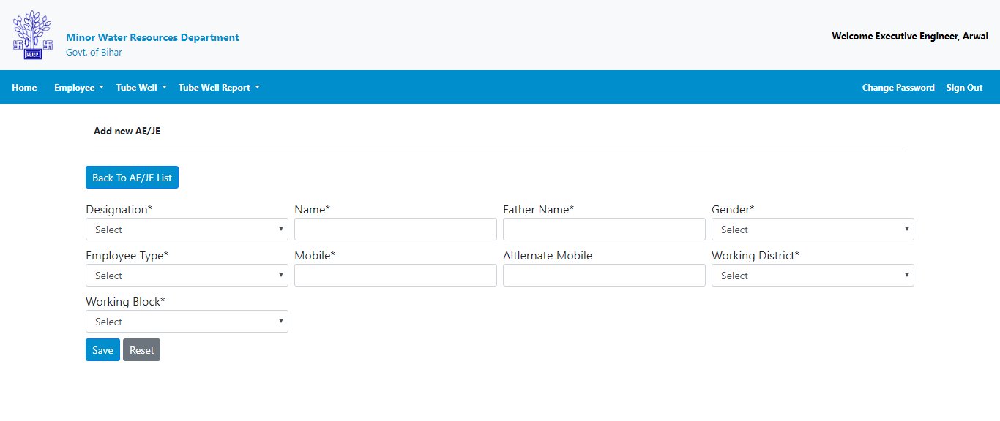 Minor Water Resources Department
Govt. of Bihar
Welcome Executive Engineer, Arwal
Home Employee Tube Well Tube Well Report Change Password Sign Out
Add new AE/JE
Back To AE/JE List
Designation* Name* Father Name* Gender*
Select Select
Employee Type* Mobile* Altlernate Mobile Working District*
Select Select
Working Block*
Select
Save Reset